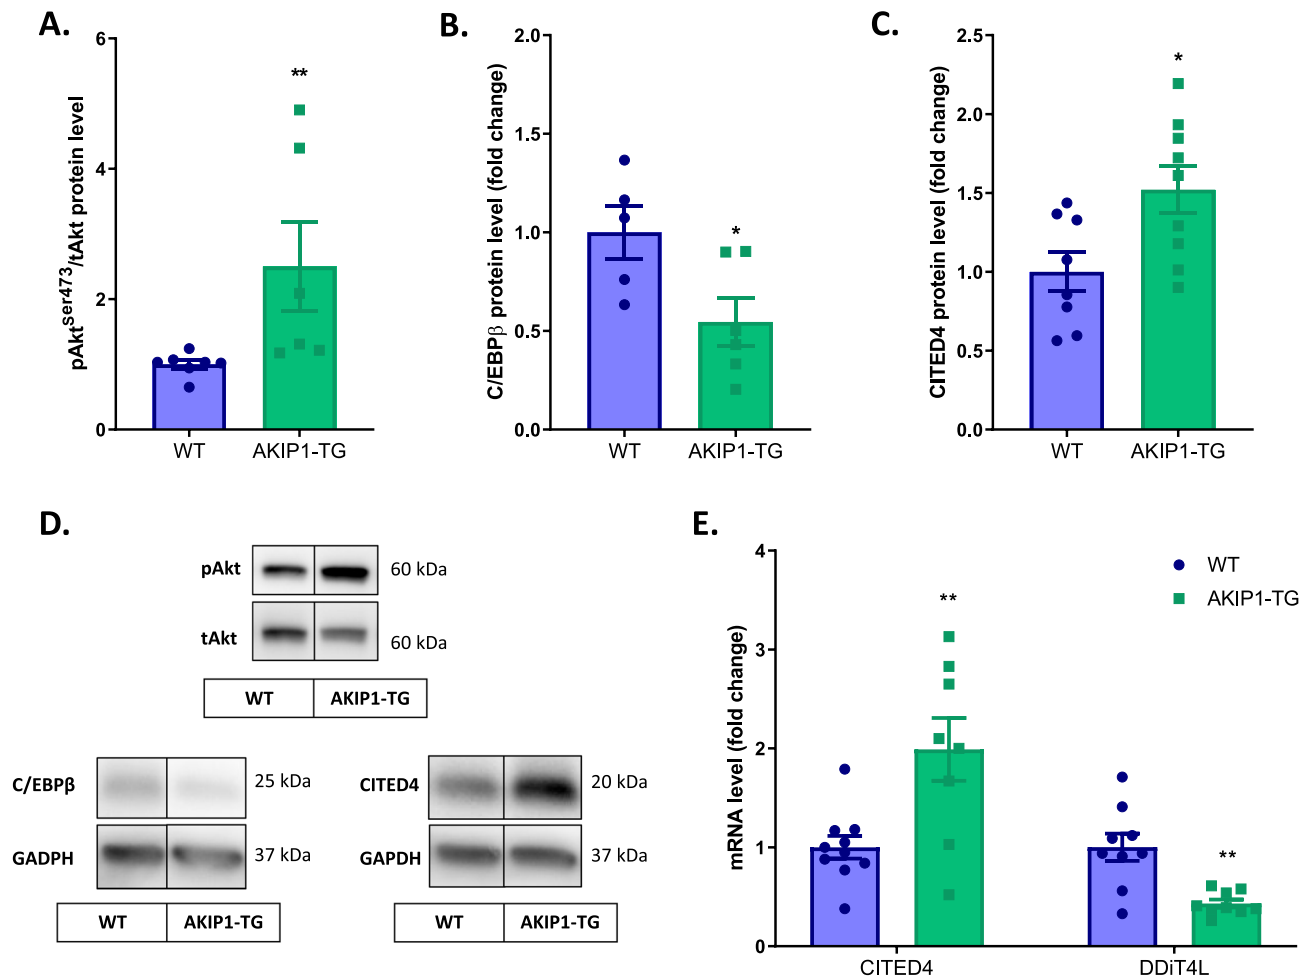 A.
pAktSer473/tAkt protein level
6
4
2
0
**
WT
AKIP1-TG
B.
C/EBPβ protein level (fold change)
2.0
1.5
1.0
0.5
0.0
*
WT
AKIP1-TG
C.
CITED4 protein level (fold change)
2.5
2.0
1.5
1.0
0.5
0.0
*
WT
AKIP1-TG
D.
pAkt
60 kDa
tAkt
60 kDa
WT
AKIP1-TG
C/EBPβ
25 kDa
GADPH
37 kDa
WT
AKIP1-TG
CITED4
20 kDa
GAPDH
37 kDa
WT
AKIP1-TG
E.
mRNA level (fold change)
4
3
2
1
0
WT
AKIP1-TG
**
**
CITED4
DDiT4L